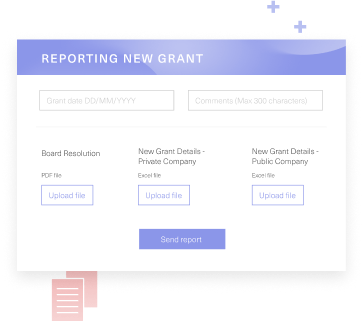 REPORTING NEW GRANT
Grant date DD/MM/YYYY
Comments (Max 300 characters)
Board Resolution
New Grant Details -
Private Company
New Grant Details -
Public Company
PDF file
Excel file
Excel file
Upload file
Upload file
Upload file
Send report